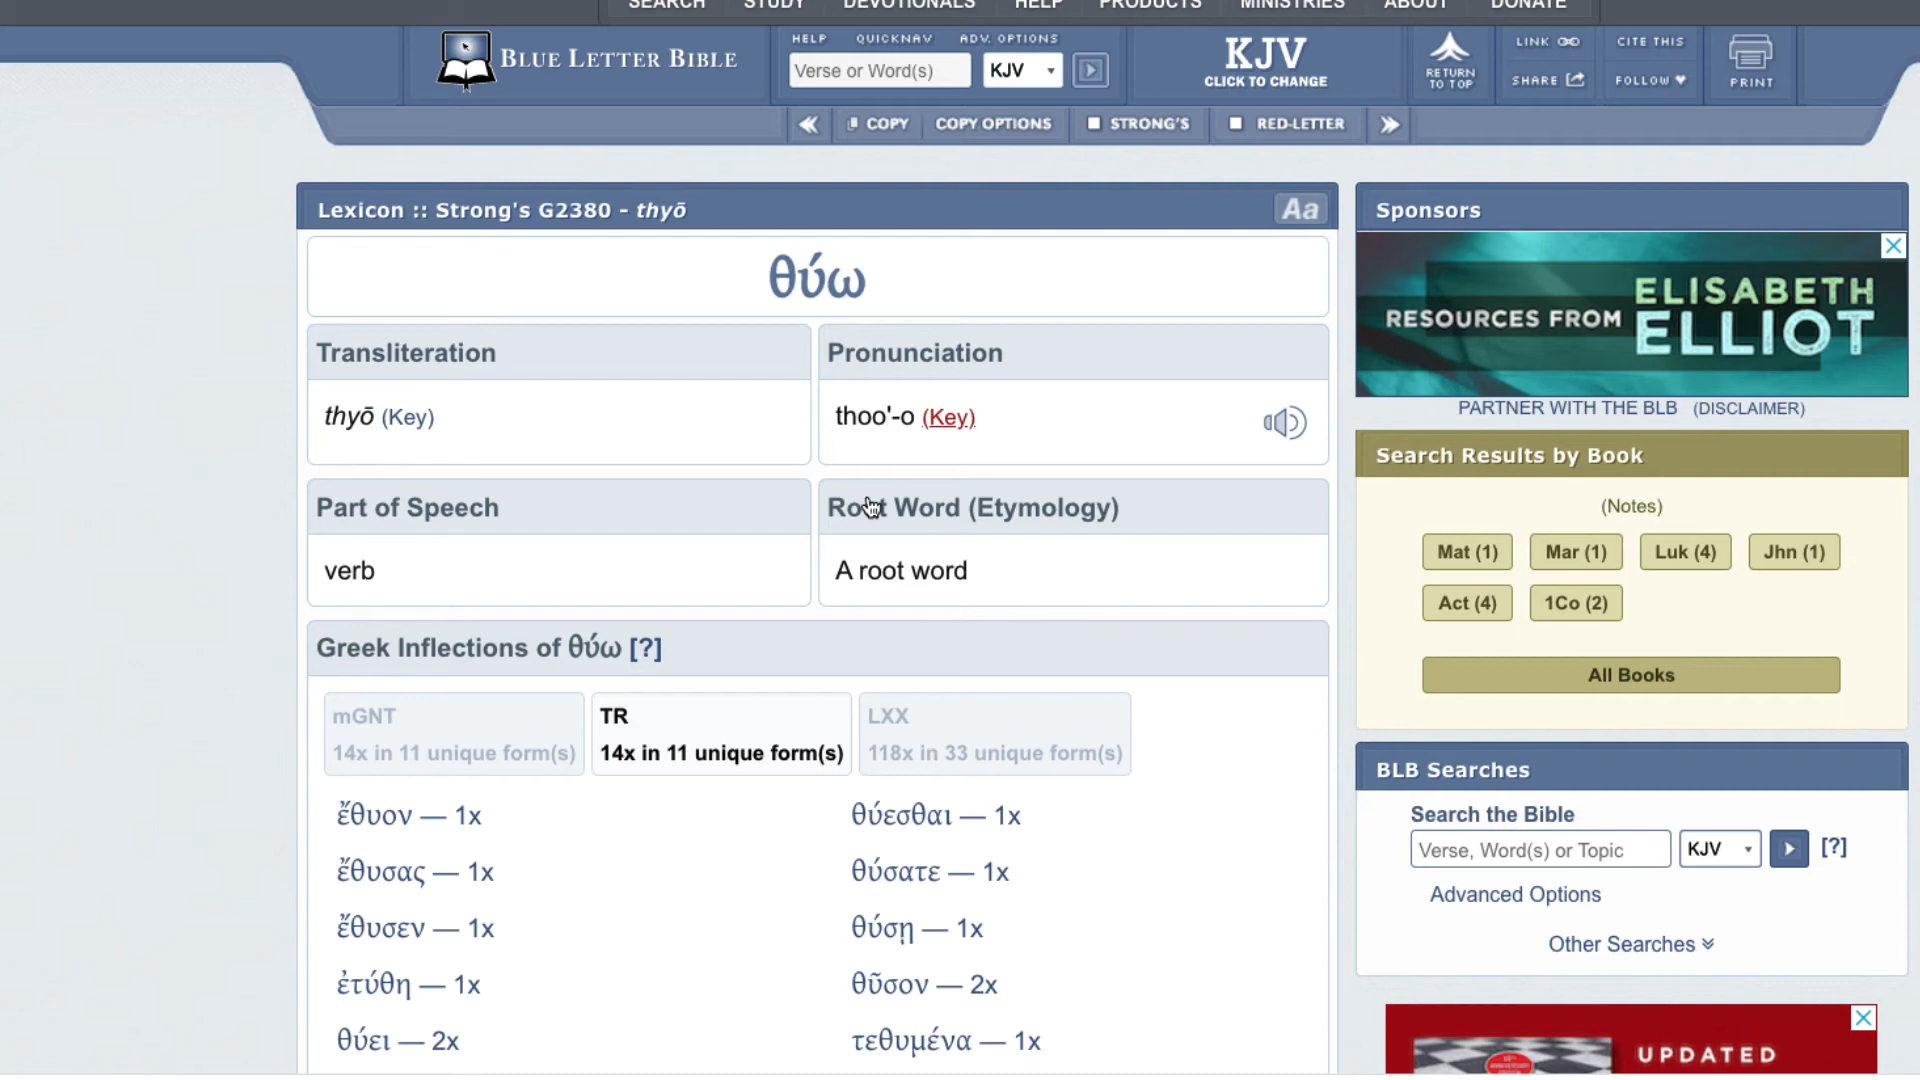 SEARCH STUDY DEVOTIONALS HELP PRODUCTS MINISTRIES ABOUT DONATE
BLUE LETTER BIBLE
HELP QUICKNAV ADV. OPTIONS
Verse or Word(s) KJV
KJV
CLICK TO CHANGE
RETURN
TO TOP
LINK CITE THIS
SHARE FOLLOW
PRINT
COPY COPY OPTIONS STRONG'S RED-LETTER
Lexicon :: Strong's G2380 - thyō Aa
θύω
Transliteration
thyō (Key)
Pronunciation
thoo'-o (Key)
Part of Speech
verb
Root Word (Etymology)
A root word
Greek Inflections of θύω [?]
mGNT
14x in 11 unique form(s)
TR
14x in 11 unique form(s)
LXX
118x in 33 unique form(s)
ἔθυον — 1x
ἔθυσας — 1x
ἔθυσεν — 1x
ἐτύθη — 1x
θύει — 2x
θύεσθαι — 1x
θύσατε — 1x
θύσῃ — 1x
θῦσον — 2x
τεθυμένα — 1x
Sponsors
RESOURCES FROM
ELISABETH
ELLIOT
PARTNER WITH THE BLB (DISCLAIMER)
Search Results by Book
(Notes)
Mat (1) Mar (1) Luk (4) Jhn (1)
Act (4) 1Co (2)
All Books
BLB Searches
Search the Bible
Verse, Word(s) or Topic KJV [?]
Advanced Options
Other Searches
UPDATED